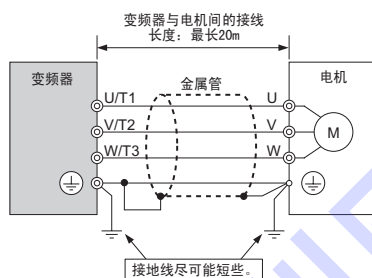 变频器与电机间的接线
长度：最长20m
变频器
金属管
电机
U/T1
U
V/T2
V
M
W/T3
W
接地线尽可能短些。